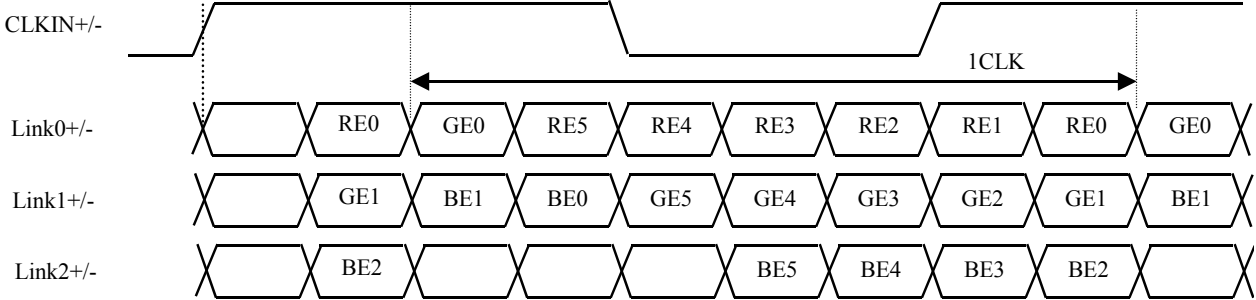 CLKIN+/-
1CLK
Link0+/- RE0 GE0 RE5 RE4 RE3 RE2 RE1 RE0 GE0
Link1+/- GE1 BE1 BE0 GE5 GE4 GE3 GE2 GE1 BE1
Link2+/- BE2 BE5 BE4 BE3 BE2